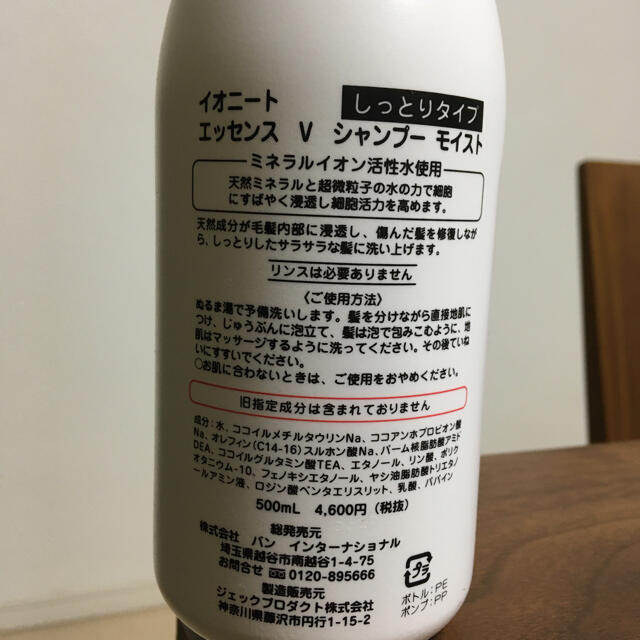 イオニート
しっとりタイプ
エッセンス V シャンプー モイスト
ミネラルイオン活性水使用
天然ミネラルと超微粒子の水の力で細胞
にすばやく浸透し細胞活力を高めます。
天然成分が毛髪内部に浸透し、傷んだ髪を修復しなが
ら、しっとりしたサラサラな髪に洗い上げます。
リンスは必要ありません
〈ご使用方法〉
ぬるま湯で予備洗いします。髪を分けながら直接地肌に
つけ、じゅうぶんに泡立て、髪は泡で包みこむように、地
肌はマッサージするように洗ってください。その後ていね
いにすすいでください。
○お肌に合わないときは、ご使用をおやめください。
旧指定成分は含まれておりません
成分:水、ココイルメチルタウリンNa、ココアンホプロピオン酸
Na、オレフィン(C14-16)スルホン酸Na、パーム核脂肪酸アミド
DEA、ココイルグルタミン酸TEA、エタノール、リン酸、ポリク
オタニウム-10、フェノキシエタノール、ヤシ油脂肪酸トリエタノ
ールアミン液、ロジン酸ペンタエリスリット、乳酸、パパイン
500mL 4,600円(税抜)
総発売元
株式会社 バン インターナショナル
埼玉県越谷市南越谷1-4-75
お問合せ 0120-895666
製造販売元
ジェックプロダクト株式会社
神奈川県藤沢市円行1-15-2
プラ
ボトル:PE
ポンプ:PP